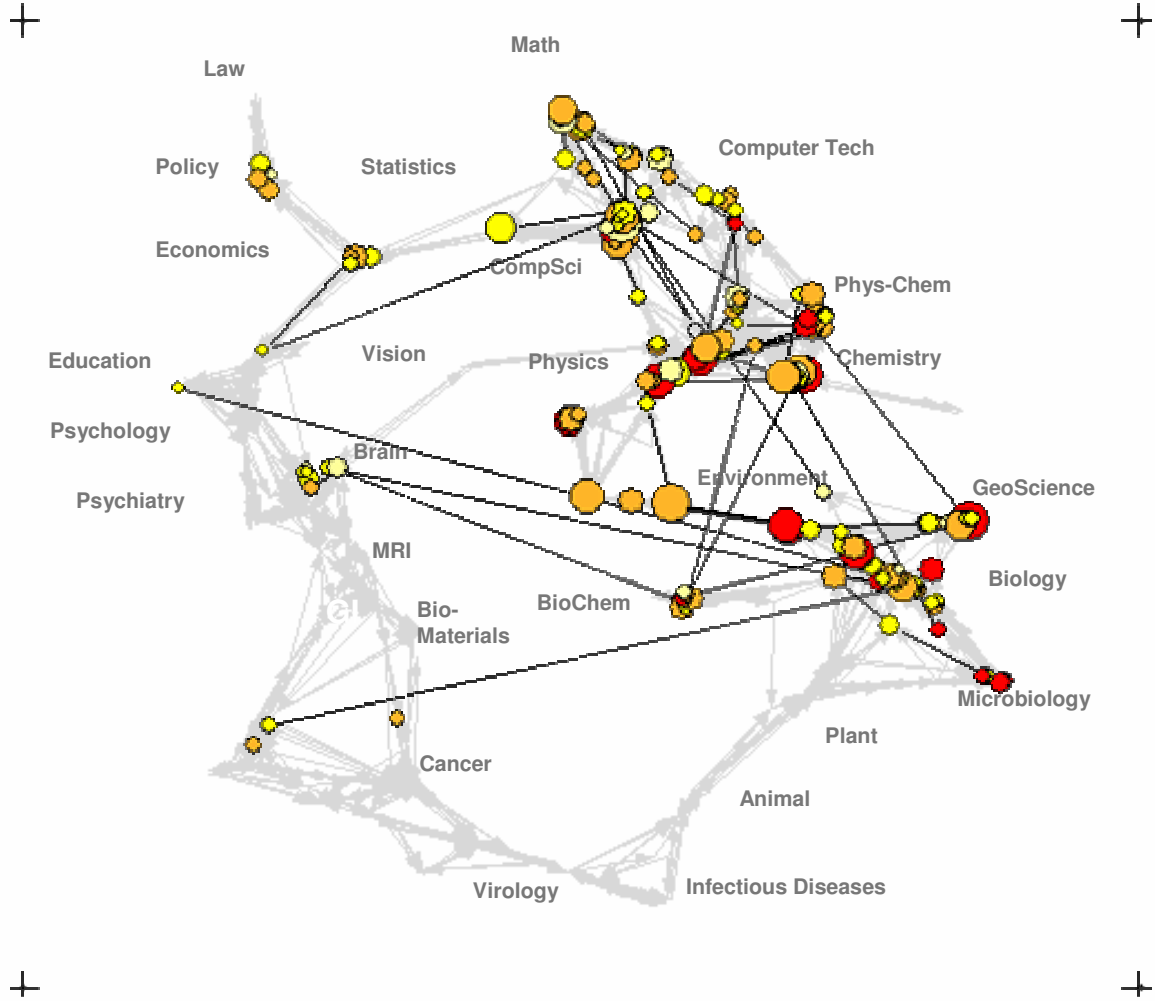 Math
Law
Computer Tech
Policy
Statistics
Economics
CompSci
Phys-Chem
Education
Vision
Physics
Chemistry
Psychology
Brain
Environment
GeoScience
Psychiatry
MRI
Biology
BioChem
Bio-
Materials
Microbiology
Plant
Cancer
Animal
Virology
Infectious Diseases